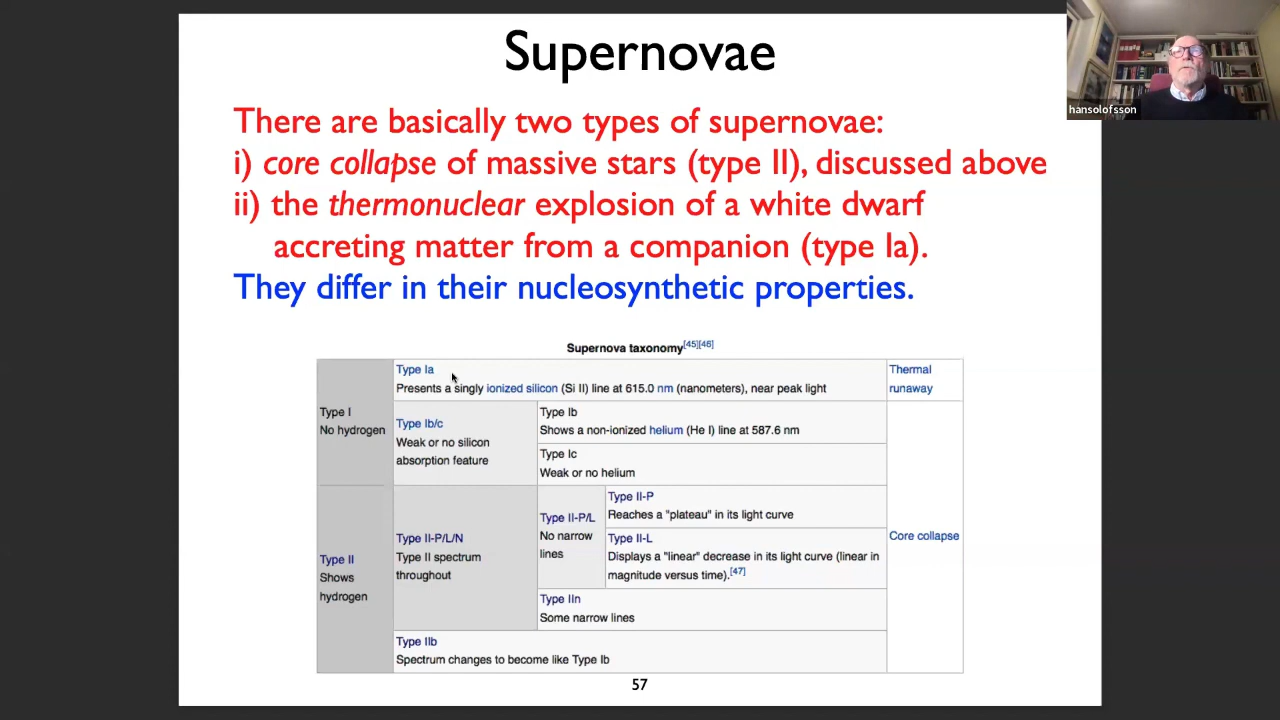 Supernovae
hansolofsson
There are basically two types of supernovae:
i) core collapse of massive stars (type II), discussed above
ii) the thermonuclear explosion of a white dwarf
accreting matter from a companion (type Ia).
They differ in their nucleosynthetic properties.
Supernova taxonomy[45][46]
Type I
No hydrogen
Type Ia
Presents a singly ionized silicon (Si II) line at 615.0 nm (nanometers), near peak light
Thermal
runaway
Type Ib/c
Weak or no silicon
absorption feature
Type Ib
Shows a non-ionized helium (He I) line at 587.6 nm
Type Ic
Weak or no helium
Type II
Shows
hydrogen
Type II-P/L/N
Type II spectrum
throughout
Type II-P/L
No narrow
lines
Type II-P
Reaches a "plateau" in its light curve
Type II-L
Displays a "linear" decrease in its light curve (linear in
magnitude versus time).[47]
Type IIn
Some narrow lines
Type IIb
Spectrum changes to become like Type Ib
Core collapse
57